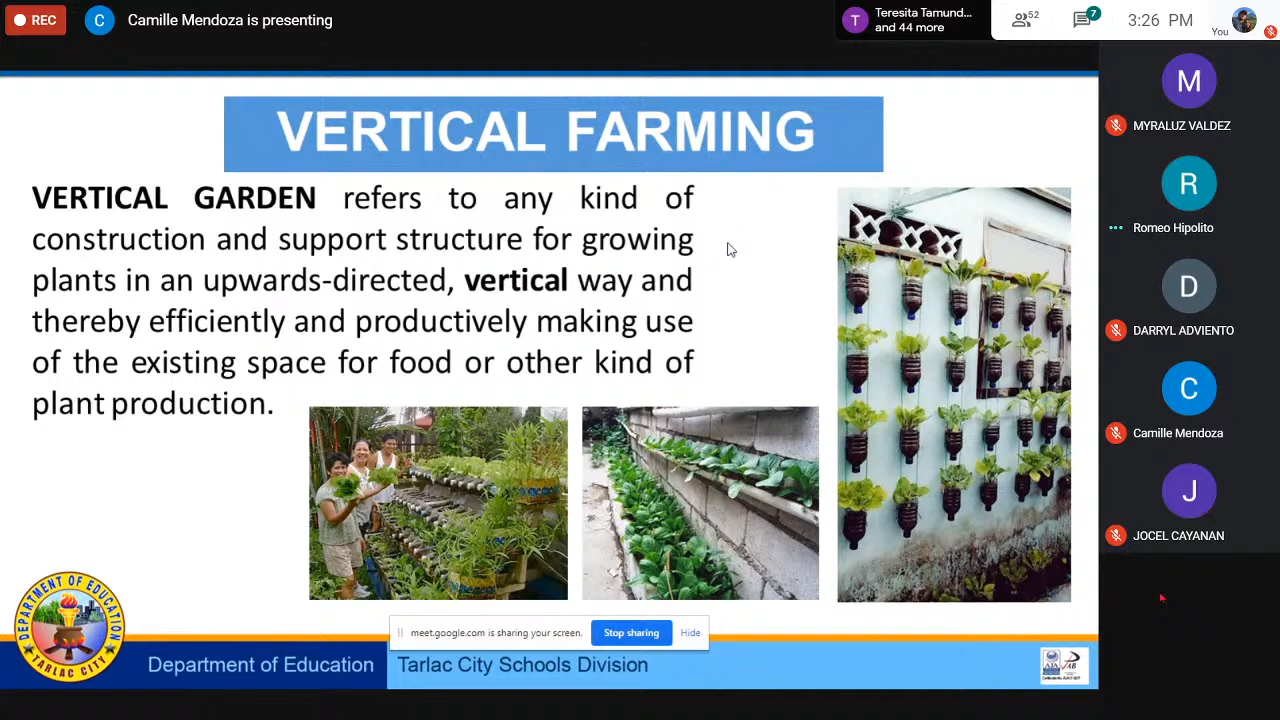 REC
C
Camille Mendoza is presenting
T
Teresita Tamund...
and 44 more
52
7
3:26 PM
You
VERTICAL FARMING
VERTICAL GARDEN refers to any kind of
construction and support structure for growing
plants in an upwards-directed, vertical way and
thereby efficiently and productively making use
of the existing space for food or other kind of
plant production.
M
MYRALUZ VALDEZ
R
Romeo Hipolito
D
DARRYL ADVIENTO
C
Camille Mendoza
J
JOCEL CAYANAN
meet.google.com is sharing your screen.
Stop sharing
Hide
DEPARTMENT OF EDUCATION
TARLAC CITY
Department of Education
Tarlac City Schools Division